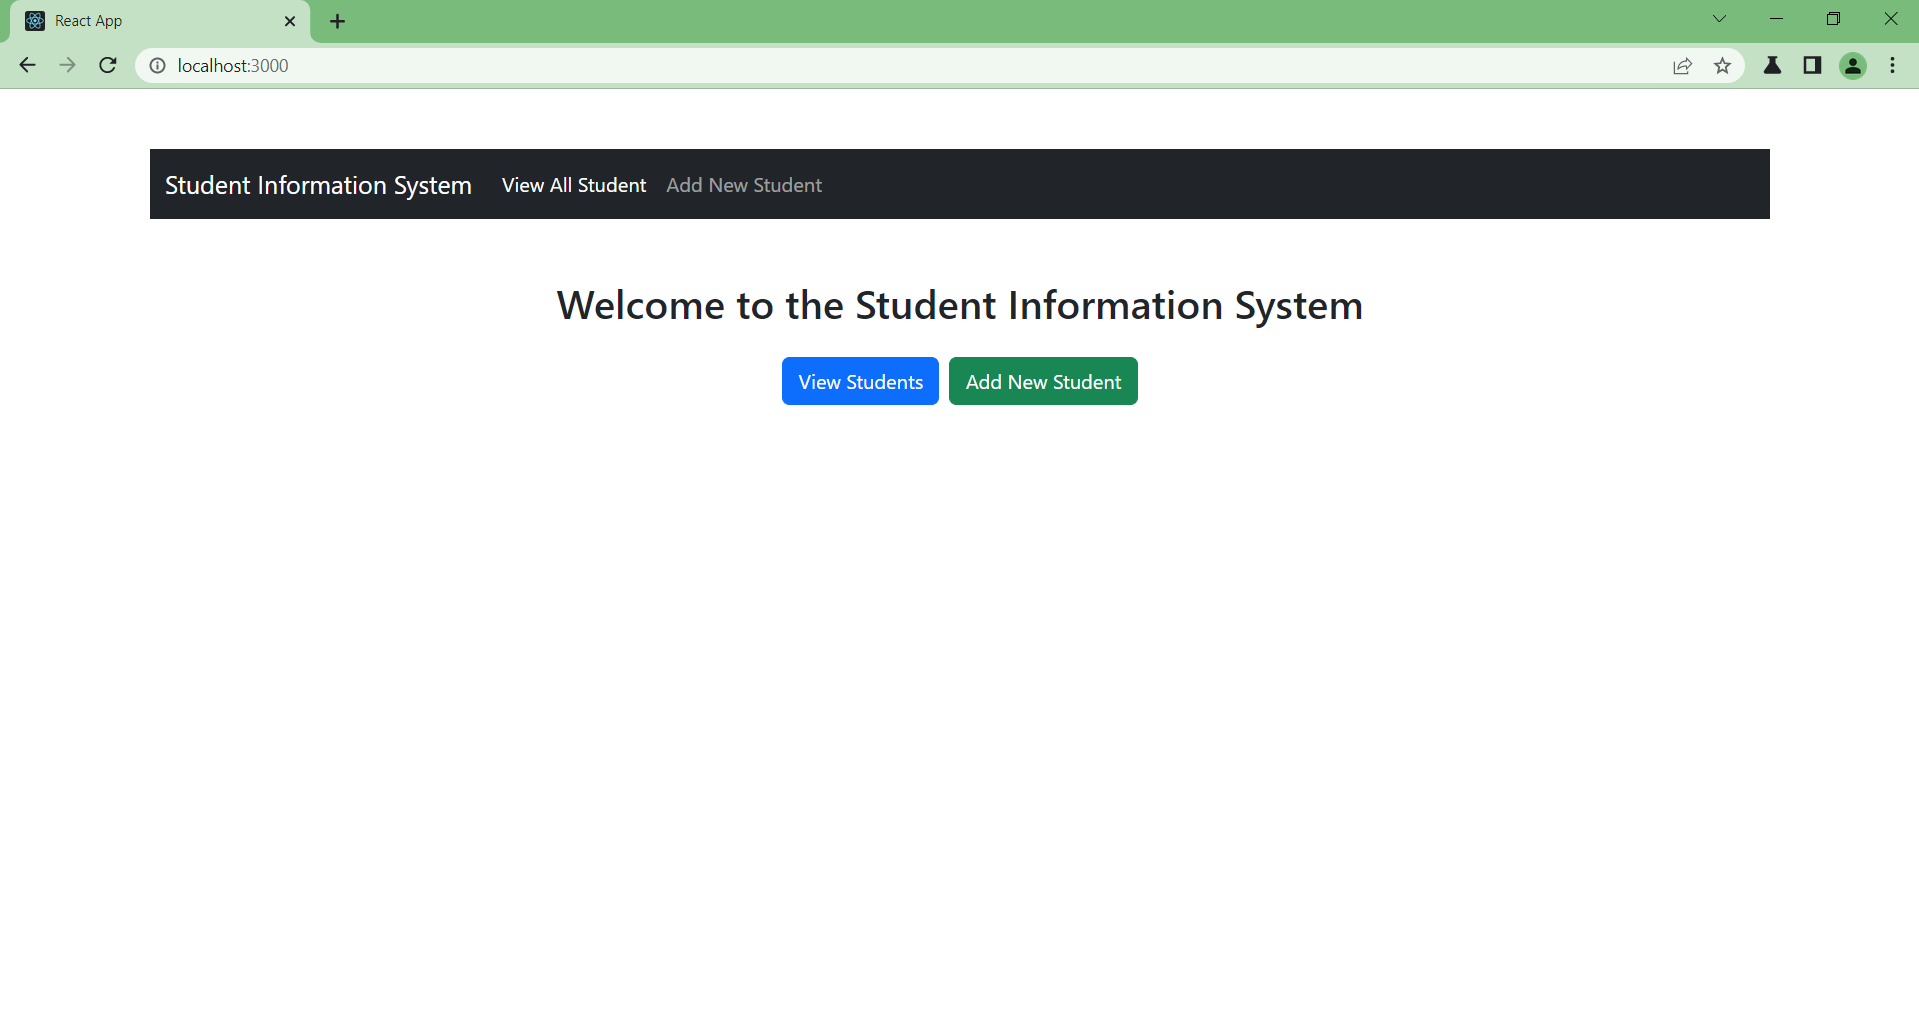 React App
localhost:3000
Student Information System View All Student Add New Student
Welcome to the Student Information System
View Students Add New Student